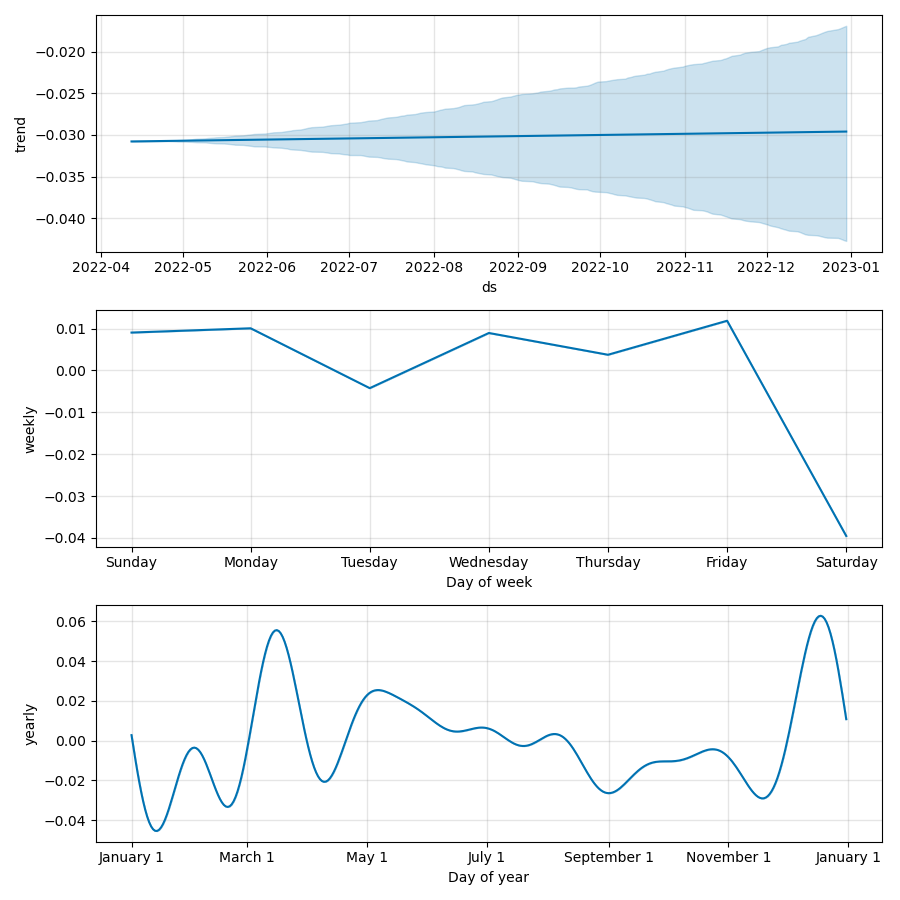 −0.020
−0.025
−0.030
−0.035
−0.040
trend
2022-04 2022-05 2022-06 2022-07 2022-08 2022-09 2022-10 2022-11 2022-12 2023-01
ds
0.01
0.00
−0.01
−0.02
−0.03
−0.04
weekly
Sunday Monday Tuesday Wednesday Thursday Friday Saturday
Day of week
0.06
0.04
0.02
0.00
−0.02
−0.04
yearly
January 1 March 1 May 1 July 1 September 1 November 1 January 1
Day of year